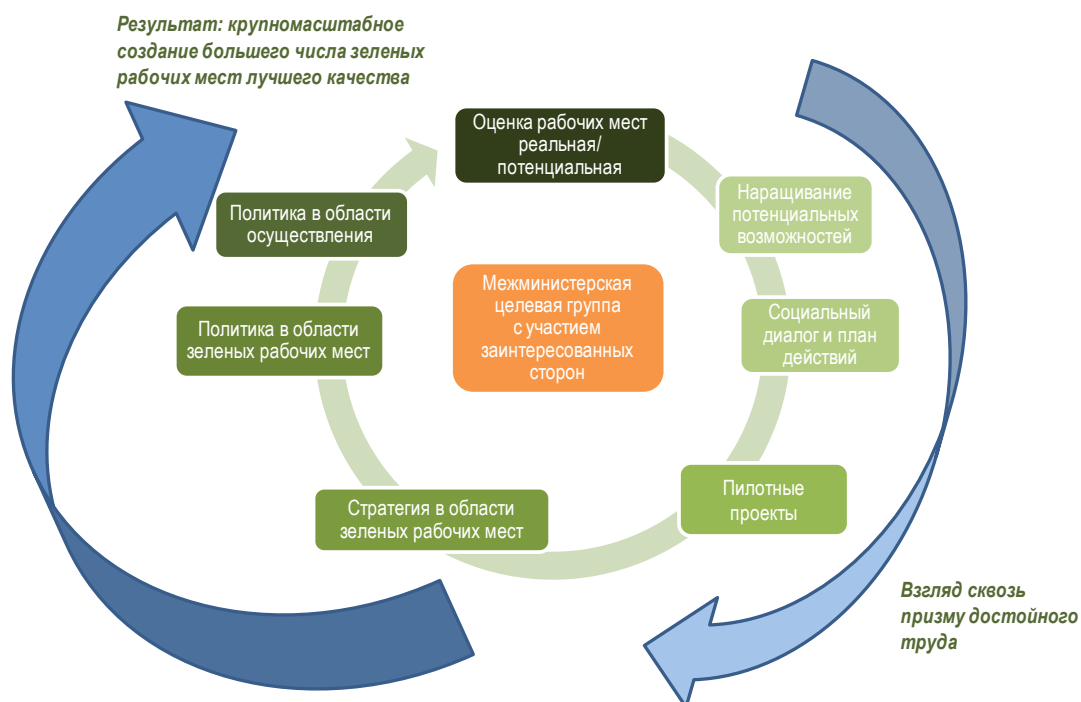 Результат: крупномасштабное
создание большего числа зеленых
рабочих мест лучшего качества
Оценка рабочих мест
реальная/
потенциальная
Наращивание
потенциальных
возможностей
Социальный
диалог и план
действий
Пилотные
проекты
Стратегия в области
зеленых рабочих мест
Политика в области
зеленых рабочих мест
Политика в области
осуществления
Межминистерская
целевая группа
с участием
заинтересованных
сторон
Взгляд сквозь
призму достойного
труда